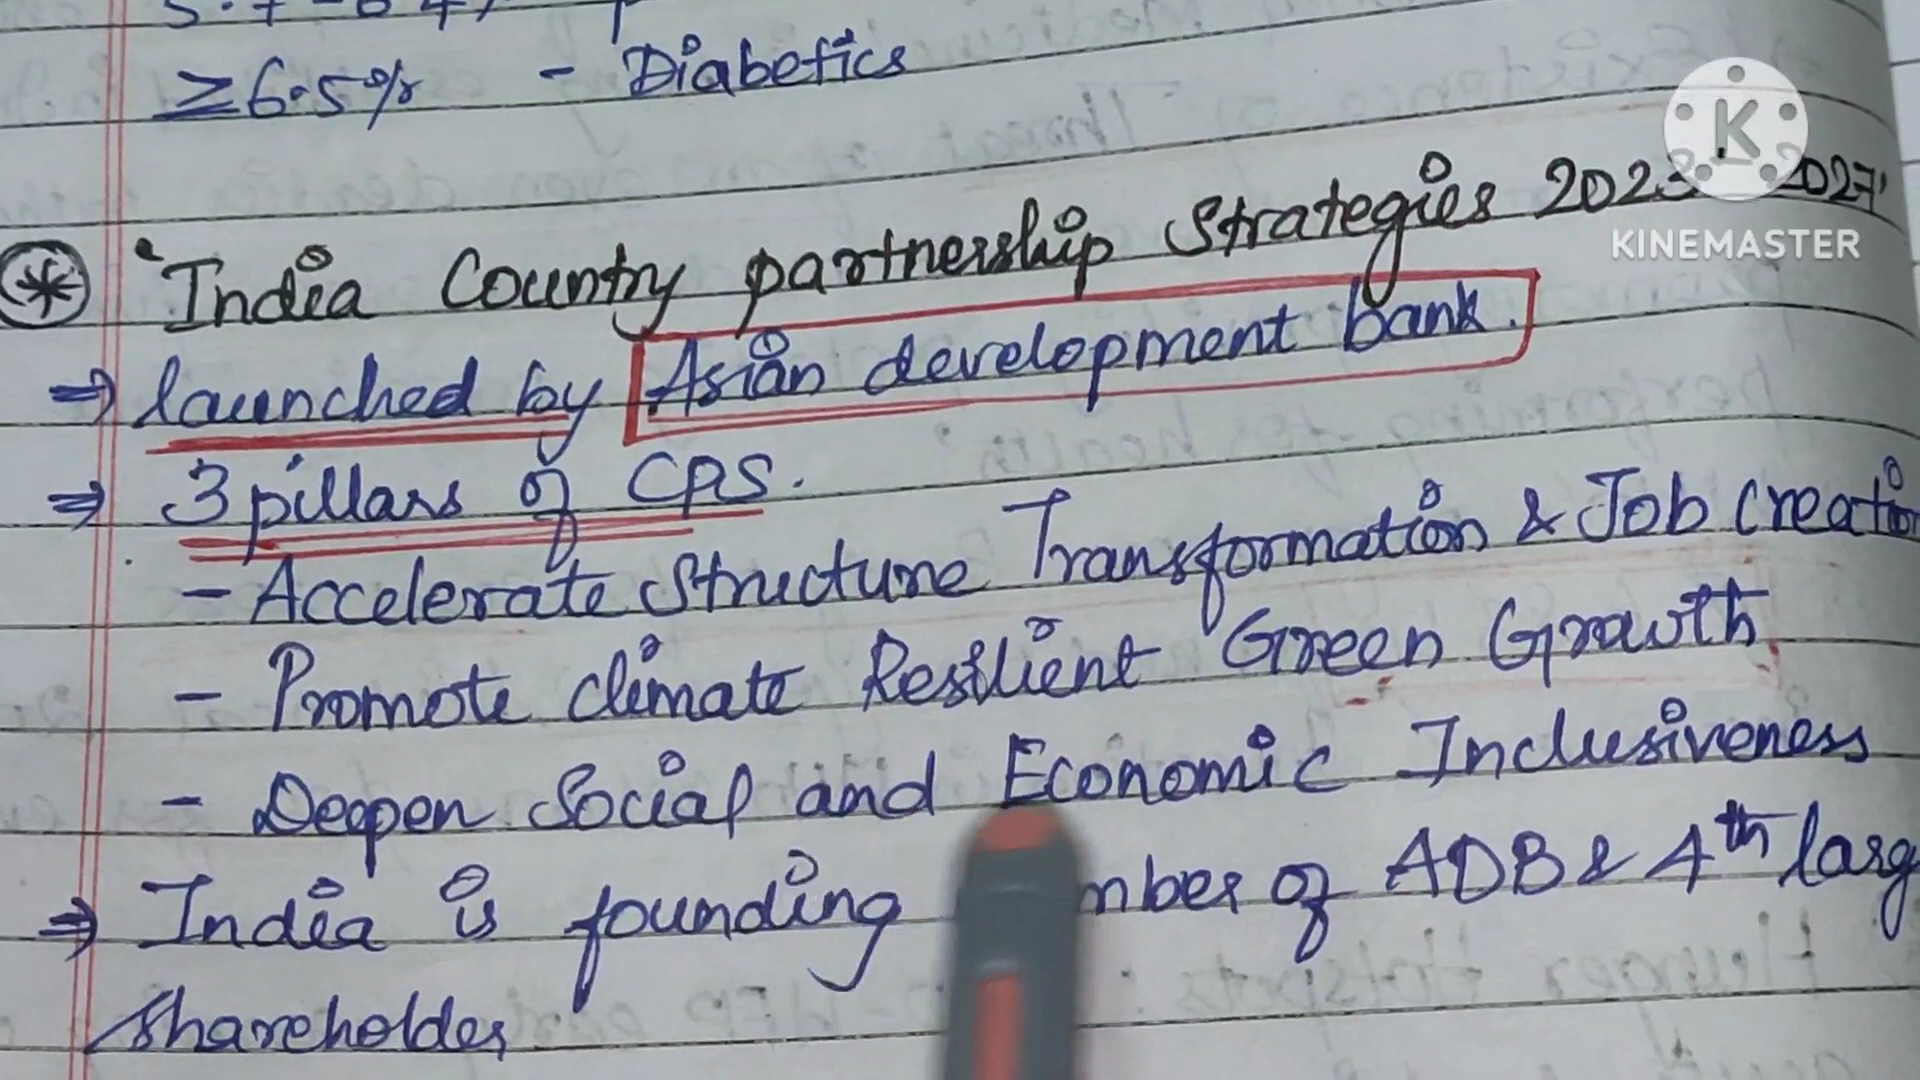 ≥6.5% - Diabetics
'India Country partnership Strategies 2023 2027'
⇒ launched by Asian development bank.
⇒ 3 pillars of CPS.
- Accelerate Structure Transformation & Job Creation
- Promote climate Resilient Green Growth
- Deepen Social and Economic Inclusiveness
⇒ India is founding mber of ADB & 4th larg
shareholder
K
KINEMASTER